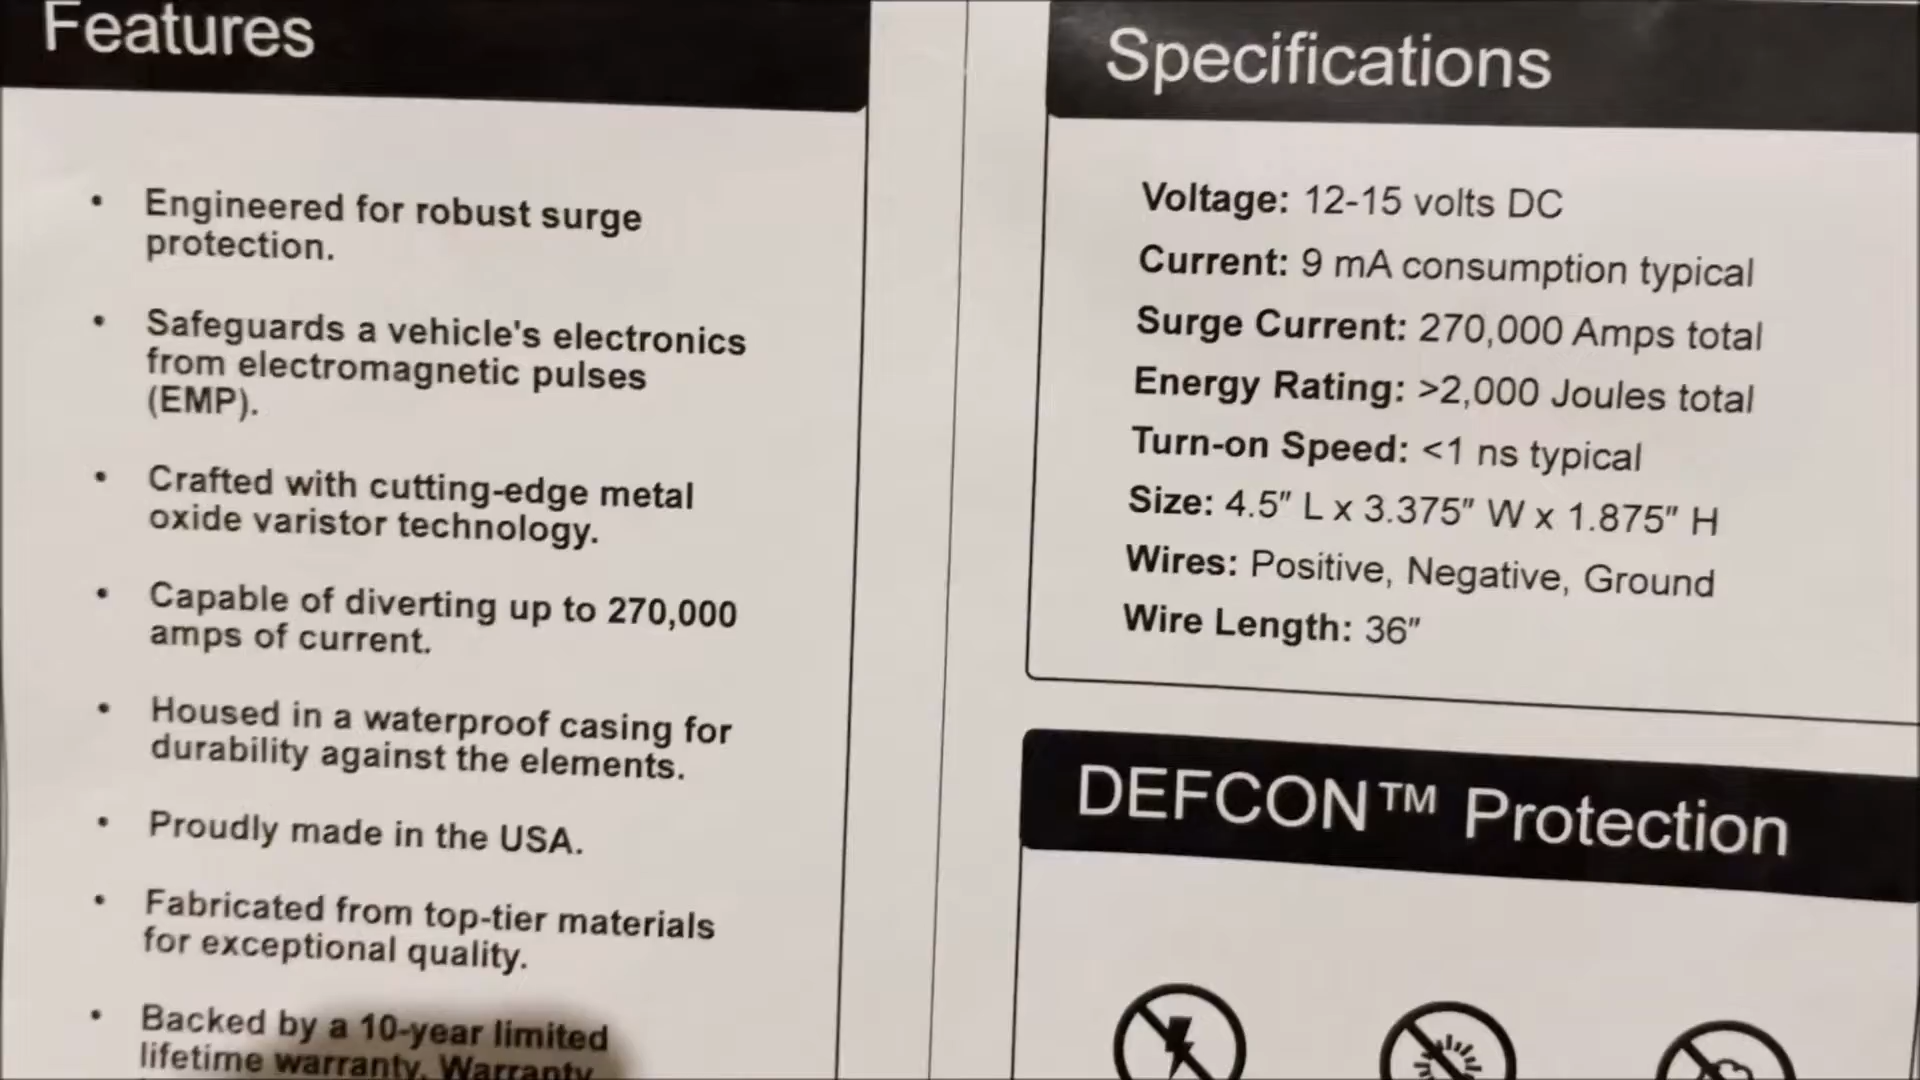 Features
• Engineered for robust surge
protection.
• Safeguards a vehicle's electronics
from electromagnetic pulses
(EMP).
• Crafted with cutting-edge metal
oxide varistor technology.
• Capable of diverting up to 270,000
amps of current.
• Housed in a waterproof casing for
durability against the elements.
• Proudly made in the USA.
• Fabricated from top-tier materials
for exceptional quality.
• Backed by a 10-year limited
lifetime warranty. Warranty
Specifications
Voltage: 12-15 volts DC
Current: 9 mA consumption typical
Surge Current: 270,000 Amps total
Energy Rating: >2,000 Joules total
Turn-on Speed: <1 ns typical
Size: 4.5" L x 3.375" W x 1.875" H
Wires: Positive, Negative, Ground
Wire Length: 36"
DEFCON™ Protection